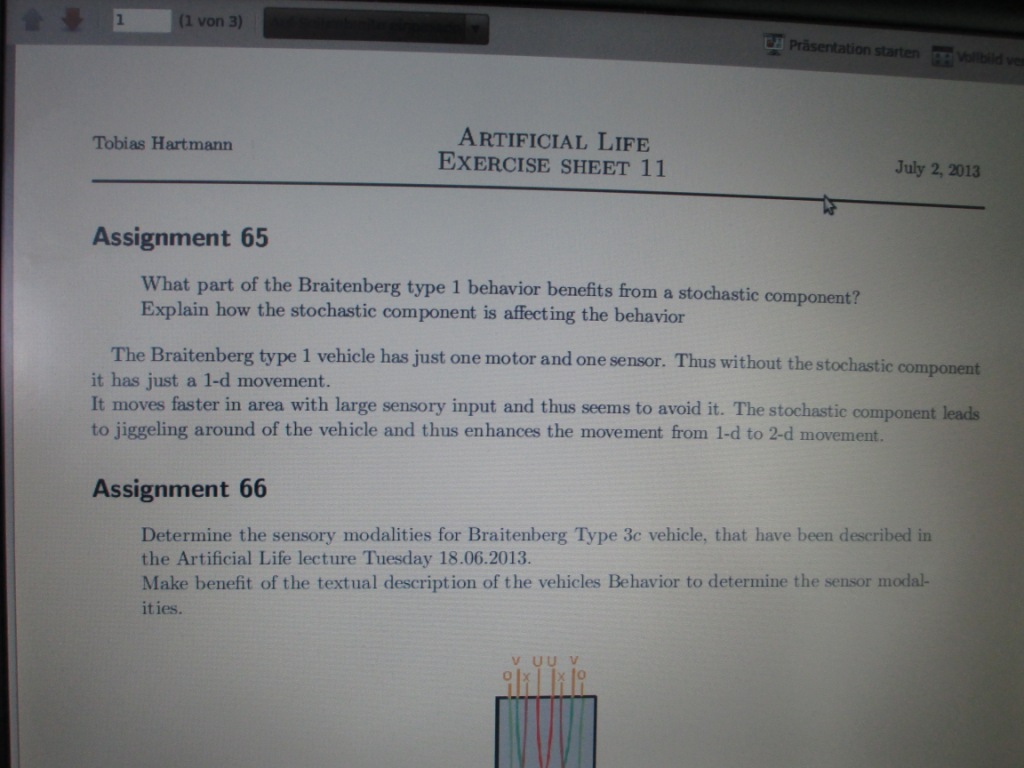 1 (1 von 3)
Präsentation starten
Vollbild
Tobias Hartmann
ARTIFICIAL LIFE
EXERCISE SHEET 11
July 2, 2013
Assignment 65
What part of the Braitenberg type 1 behavior benefits from a stochastic component?
Explain how the stochastic component is affecting the behavior
The Braitenberg type 1 vehicle has just one motor and one sensor. Thus without the stochastic component
it has just a 1-d movement.
It moves faster in area with large sensory input and thus seems to avoid it. The stochastic component leads
to jiggeling around of the vehicle and thus enhances the movement from 1-d to 2-d movement.
Assignment 66
Determine the sensory modalities for Braitenberg Type 3c vehicle, that have been described in
the Artificial Life lecture Tuesday 18.06.2013.
Make benefit of the textual description of the vehicles Behavior to determine the sensor modal-
ities.
V U U V
O X X O